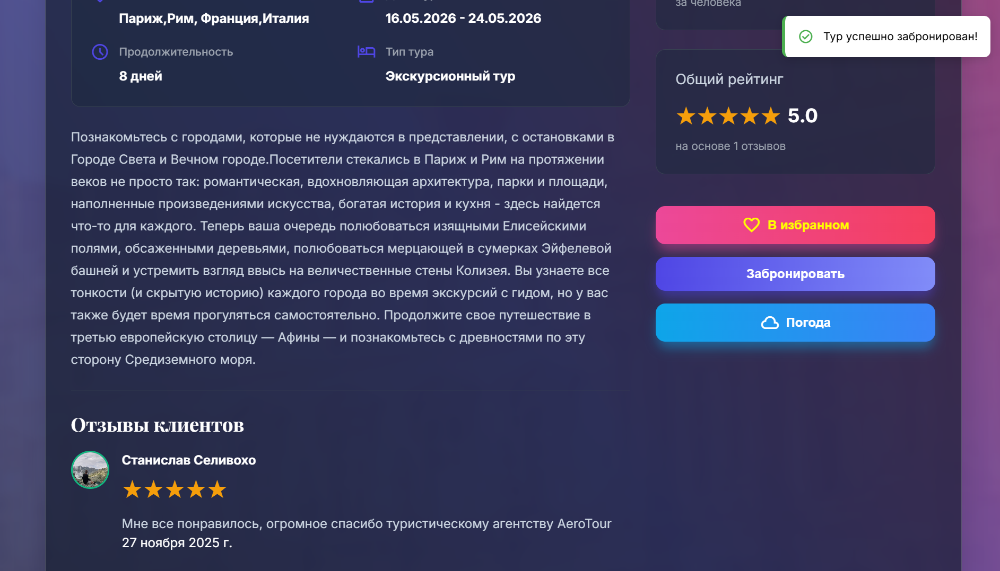 за человека
Тур успешно забронирован!
Париж,Рим, Франция,Италия
16.05.2026 - 24.05.2026
Продолжительность
Тип тура
8 дней
Экскурсионный тур
Общий рейтинг
5.0
на основе 1 отзывов
Познакомьтесь с городами, которые не нуждаются в представлении, с остановками в
Городе Света и Вечном городе.Посетители стекались в Париж и Рим на протяжении
веков не просто так: романтическая, вдохновляющая архитектура, парки и площади,
наполненные произведениями искусства, богатая история и кухня - здесь найдется
что-то для каждого. Теперь ваша очередь полюбоваться изящными Елисейскими
полями, обсаженными деревьями, полюбоваться мерцающей в сумерках Эйфелевой
башней и устремить взгляд ввысь на величественные стены Колизея. Вы узнаете все
тонкости (и скрытую историю) каждого города во время экскурсий с гидом, но у вас
также будет время прогуляться самостоятельно. Продолжите свое путешествие в
третью европейскую столицу — Афины — и познакомьтесь с древностями по эту
сторону Средиземного моря.
В избранном
Забронировать
Погода
Отзывы клиентов
Станислав Селивохо
Мне все понравилось, огромное спасибо туристическому агентству AeroTour
27 ноября 2025 г.